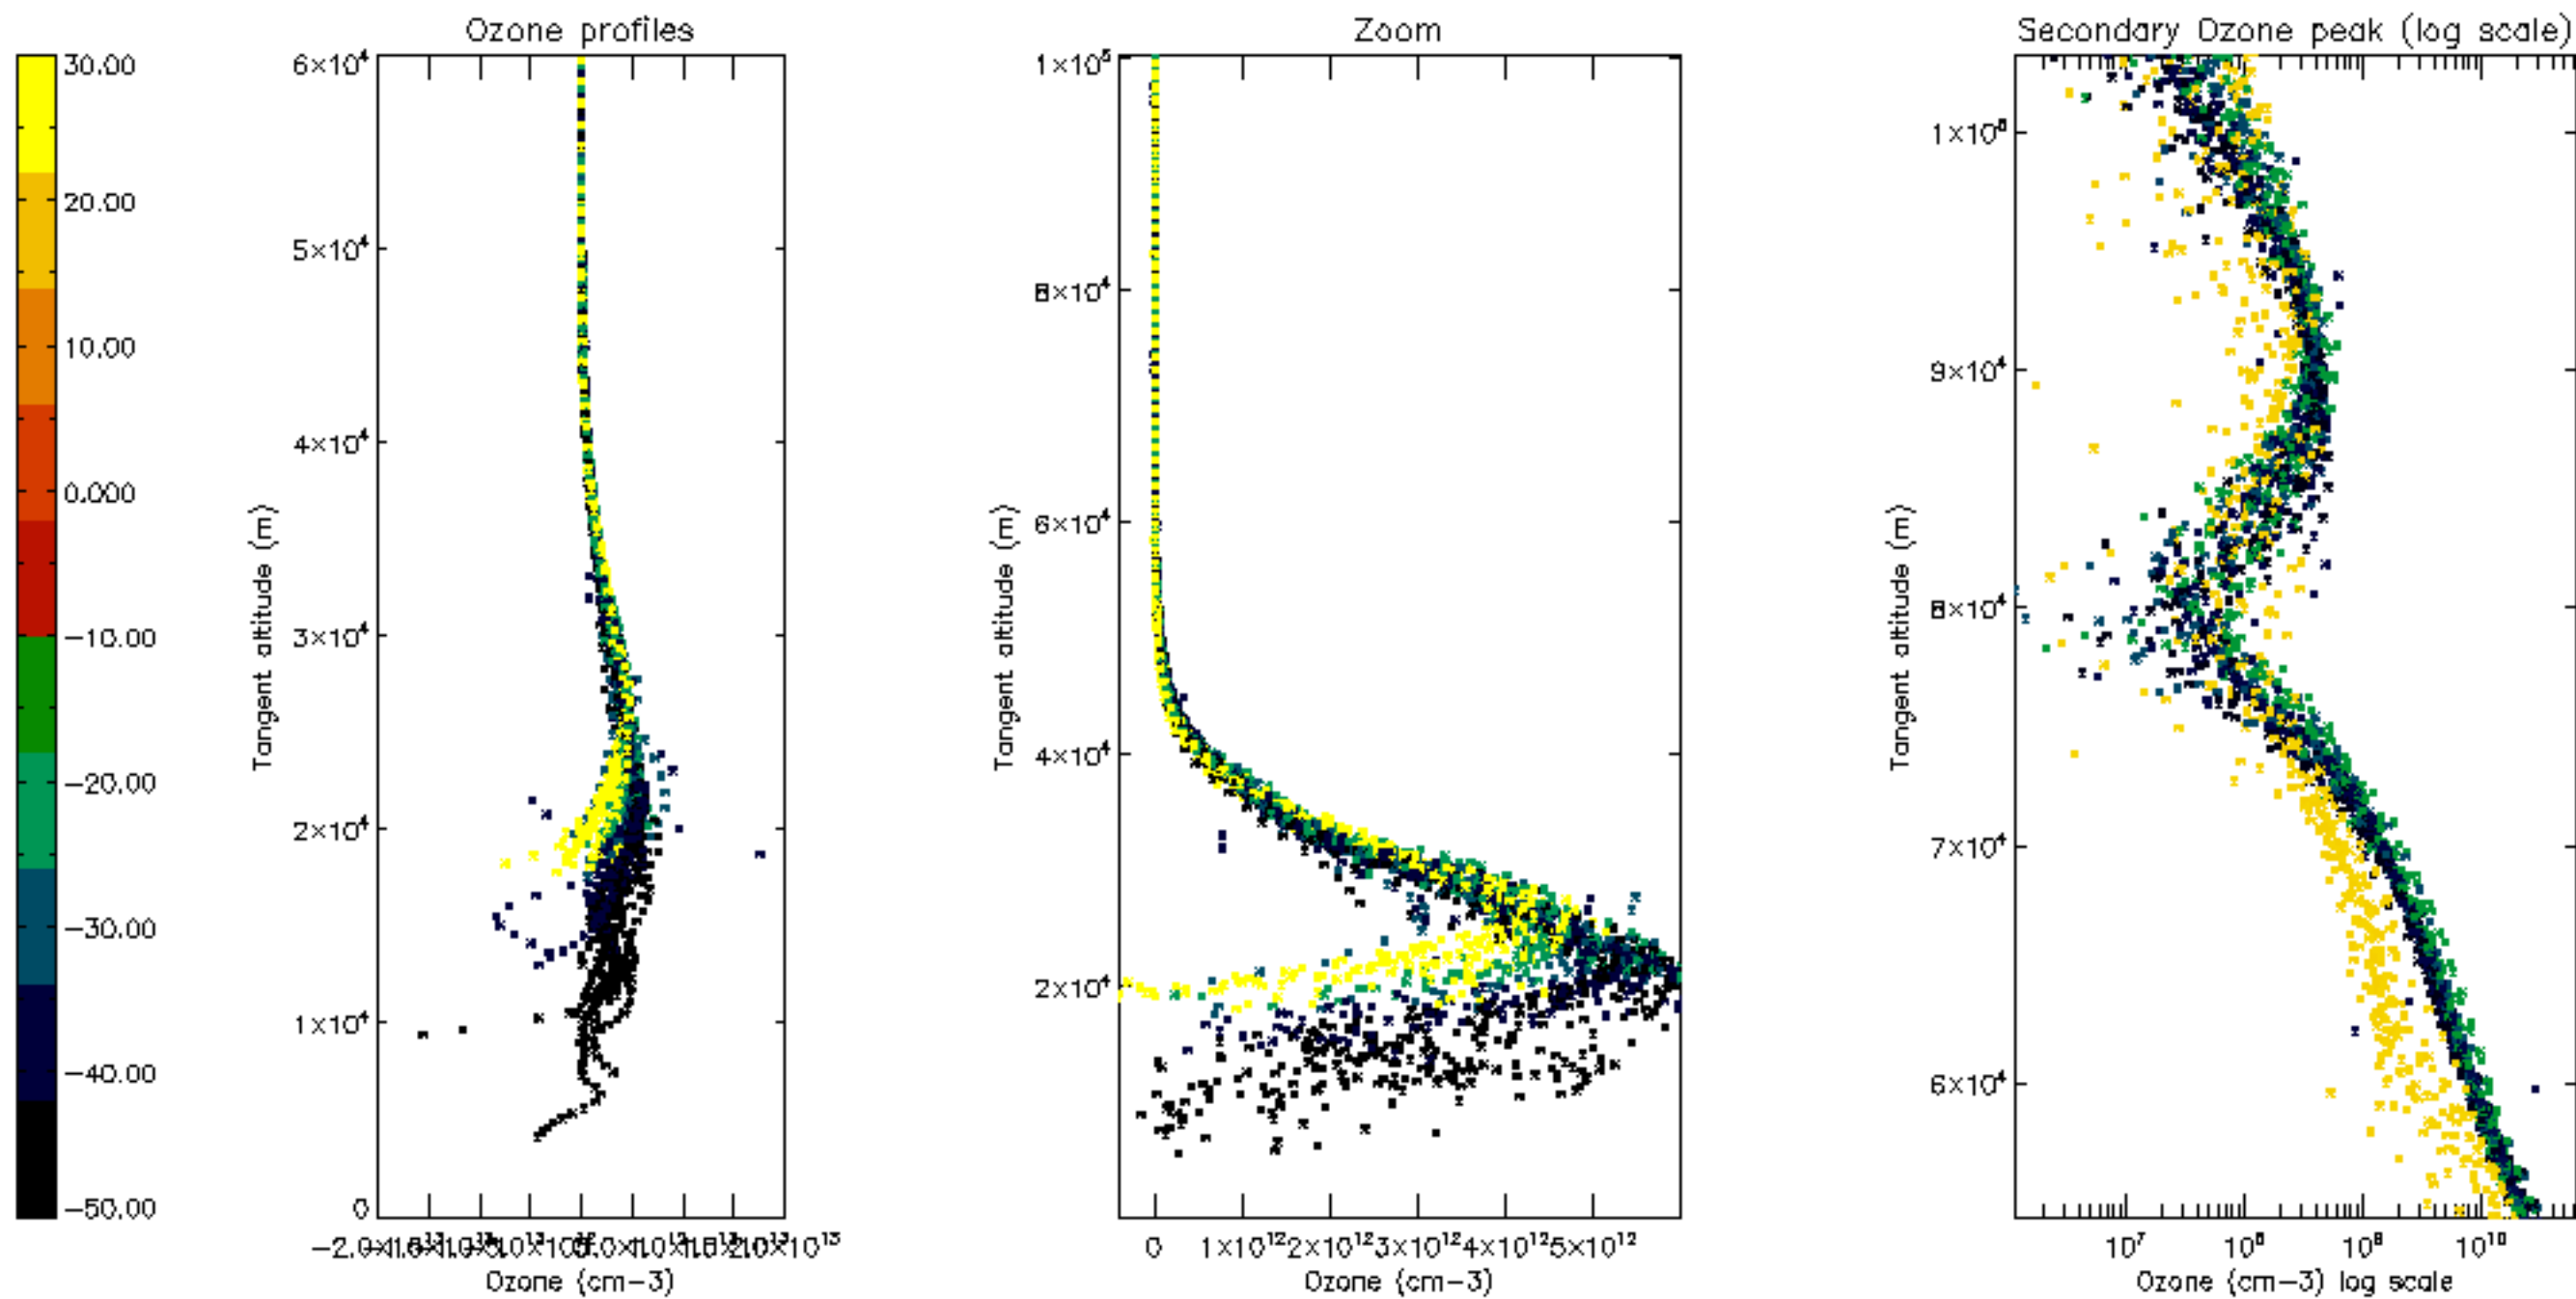 Ozone profiles
Zoom
Secondary Ozone peak (log scale)
30.00
20.00
10.00
0.000
−10.00
−20.00
−30.00
−40.00
−50.00
6×10⁴
5×10⁴
4×10⁴
3×10⁴
2×10⁴
1×10⁴
0
Tangent altitude (m)
Ozone (cm−3)
1×10⁵
8×10⁴
6×10⁴
4×10⁴
2×10⁴
Tangent altitude (m)
0 1×10¹² 2×10¹² 3×10¹² 4×10¹² 5×10¹²
Ozone (cm−3)
9×10⁴
8×10⁴
7×10⁴
6×10⁴
Tangent altitude (m)
10⁷ 10⁸ 10⁹ 10¹⁰
Ozone (cm−3) log scale